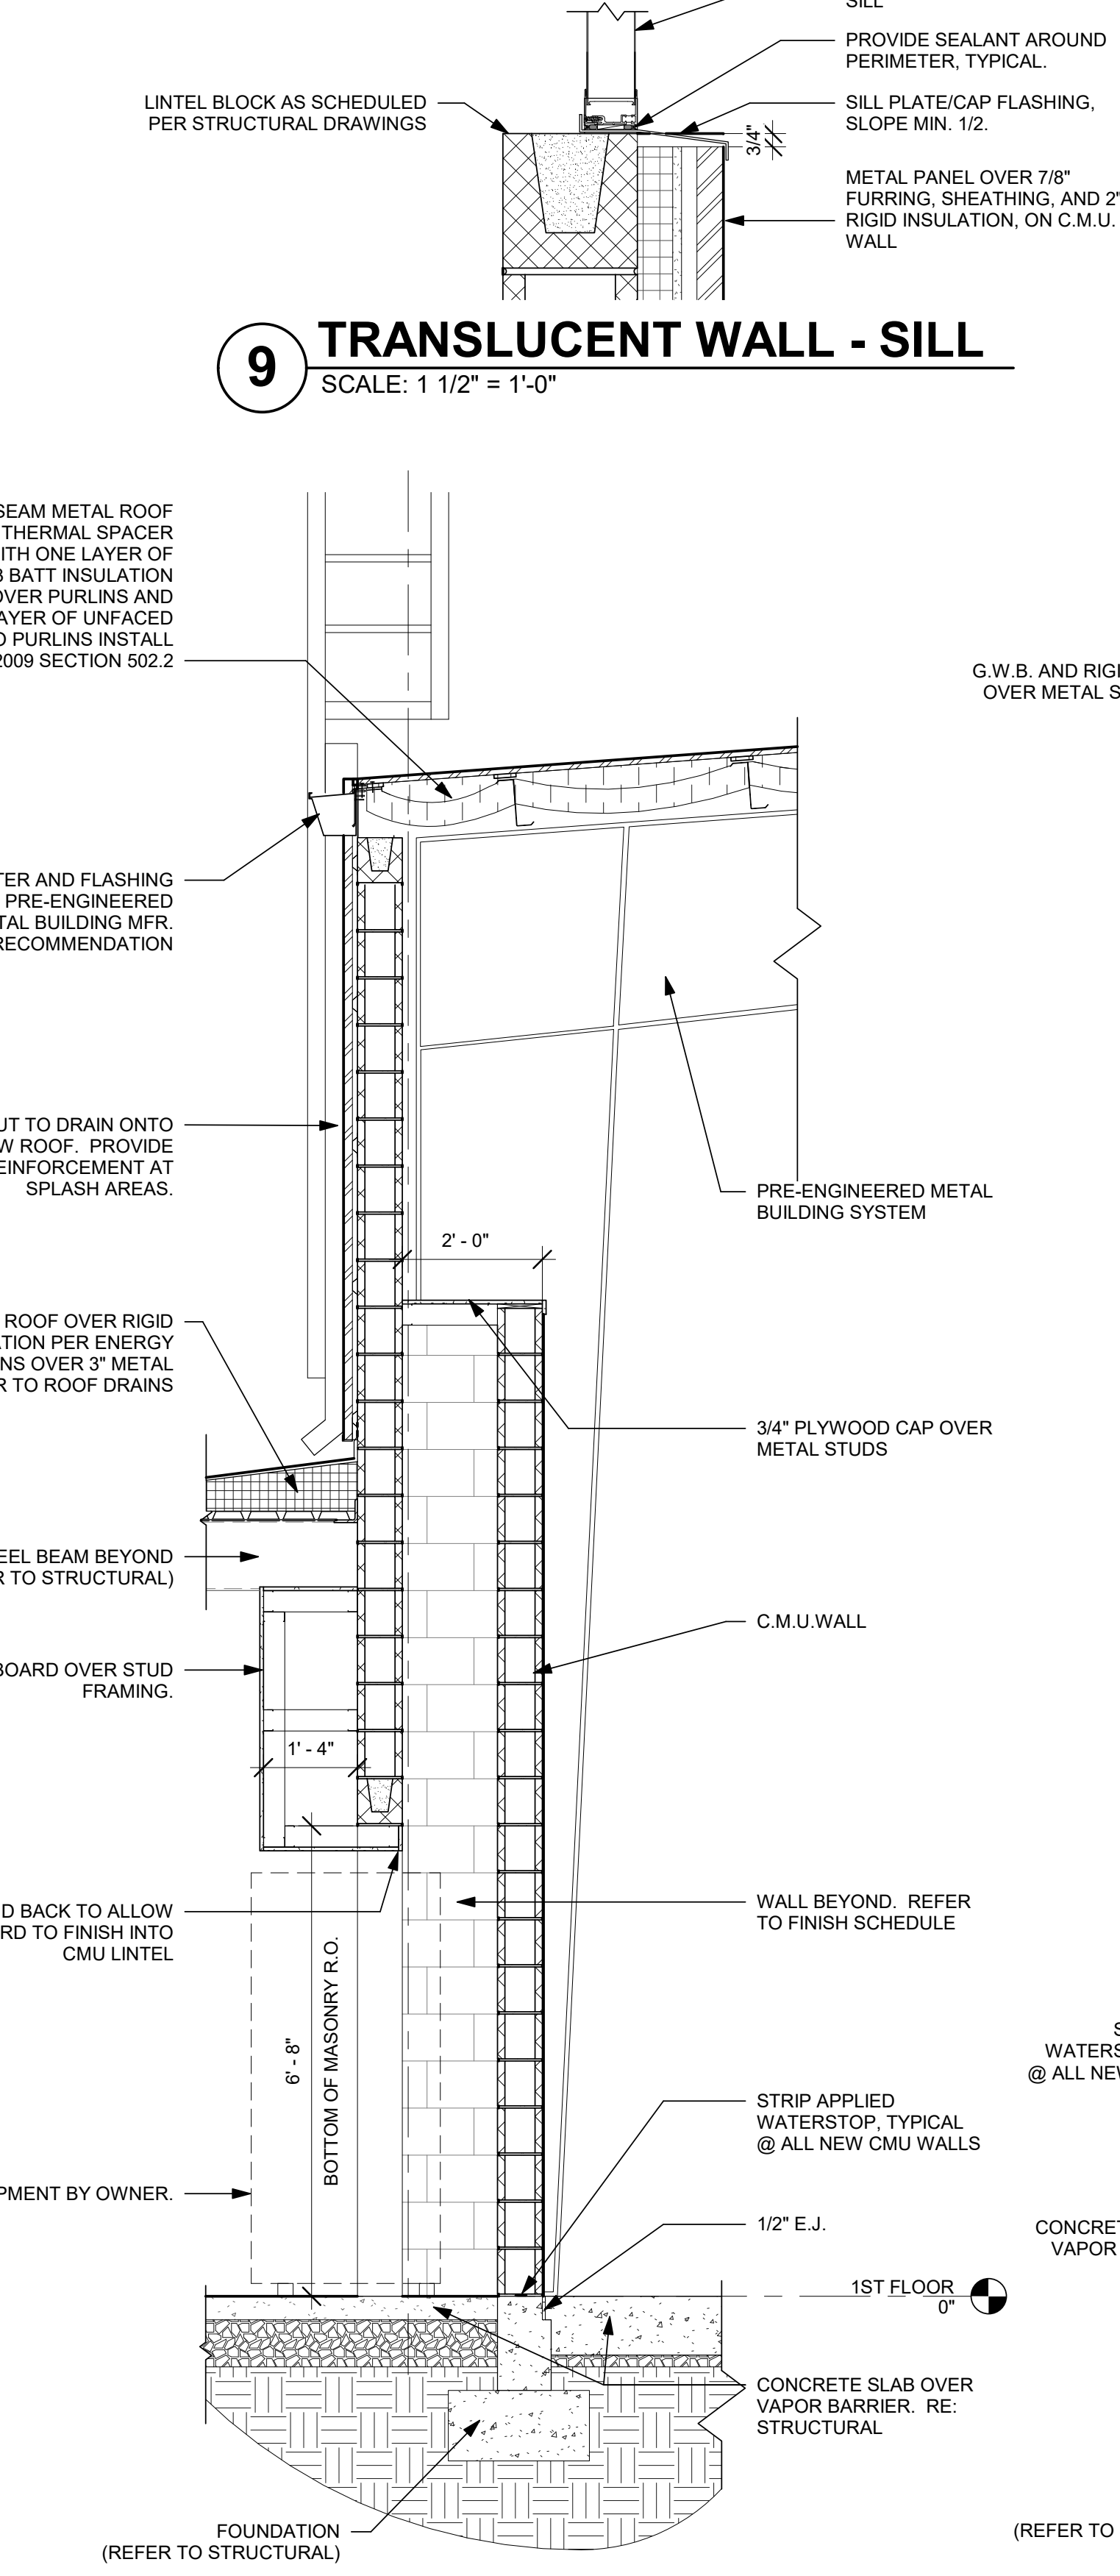 SILL
PROVIDE SEALANT AROUND
PERIMETER, TYPICAL.
LINTEL BLOCK AS SCHEDULED
PER STRUCTURAL DRAWINGS
SILL PLATE/CAP FLASHING,
SLOPE MIN. 1/2.
3/4"
METAL PANEL OVER 7/8"
FURRING, SHEATHING, AND 2"
RIGID INSULATION, ON C.M.U.
WALL
9
TRANSLUCENT WALL - SILL
SCALE: 1 1/2" = 1'-0"
SEAM METAL ROOF
THERMAL SPACER
ITH ONE LAYER OF
BATT INSULATION
OVER PURLINS AND
AYER OF UNFACED
PURLINS INSTALL
2009 SECTION 502.2
G.W.B. AND RIGI
OVER METAL S
TER AND FLASHING
PRE-ENGINEERED
TAL BUILDING MFR.
RECOMMENDATION
UT TO DRAIN ONTO
W ROOF. PROVIDE
EINFORCEMENT AT
SPLASH AREAS.
PRE-ENGINEERED METAL
BUILDING SYSTEM
2' - 0"
ROOF OVER RIGID
ATION PER ENERGY
NS OVER 3" METAL
R TO ROOF DRAINS
3/4" PLYWOOD CAP OVER
METAL STUDS
EEL BEAM BEYOND
R TO STRUCTURAL)
C.M.U.WALL
BOARD OVER STUD
FRAMING.
1' - 4"
D BACK TO ALLOW
RD TO FINISH INTO
CMU LINTEL
WALL BEYOND. REFER
TO FINISH SCHEDULE
6' - 8"
BOTTOM OF MASONRY R.O.
S
WATERS
@ ALL NEW
STRIP APPLIED
WATERSTOP, TYPICAL
@ ALL NEW CMU WALLS
PMENT BY OWNER.
1/2" E.J.
CONCRET
VAPOR
1ST FLOOR
0"
CONCRETE SLAB OVER
VAPOR BARRIER. RE:
STRUCTURAL
FOUNDATION
(REFER TO STRUCTURAL)
(REFER TO